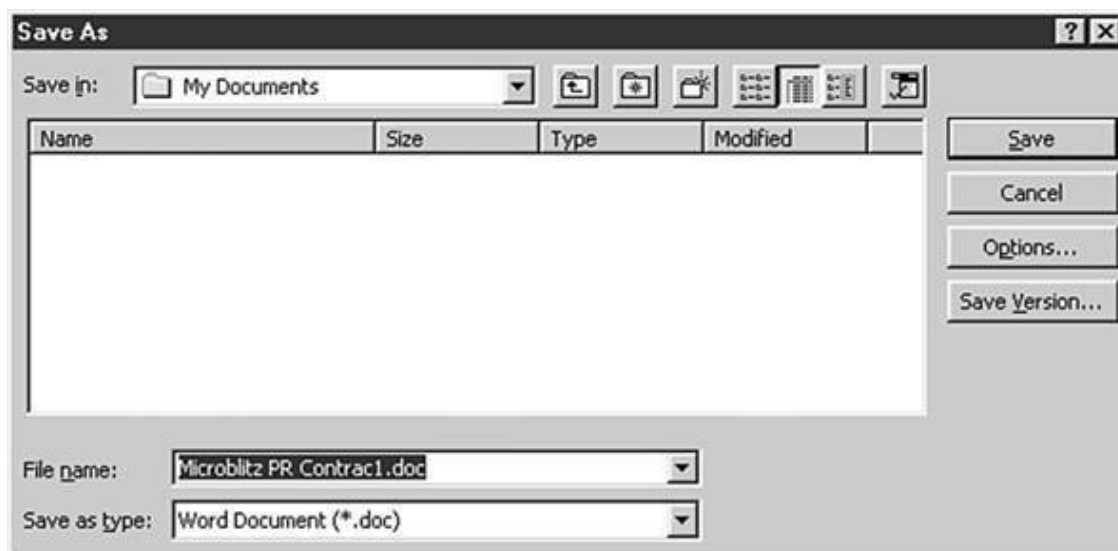 Save As
Save in: My Documents
Name Size Type Modified
Save
Cancel
Options...
Save Version...
File name: Microblitz PR Contrac1.doc
Save as type: Word Document (*.doc)